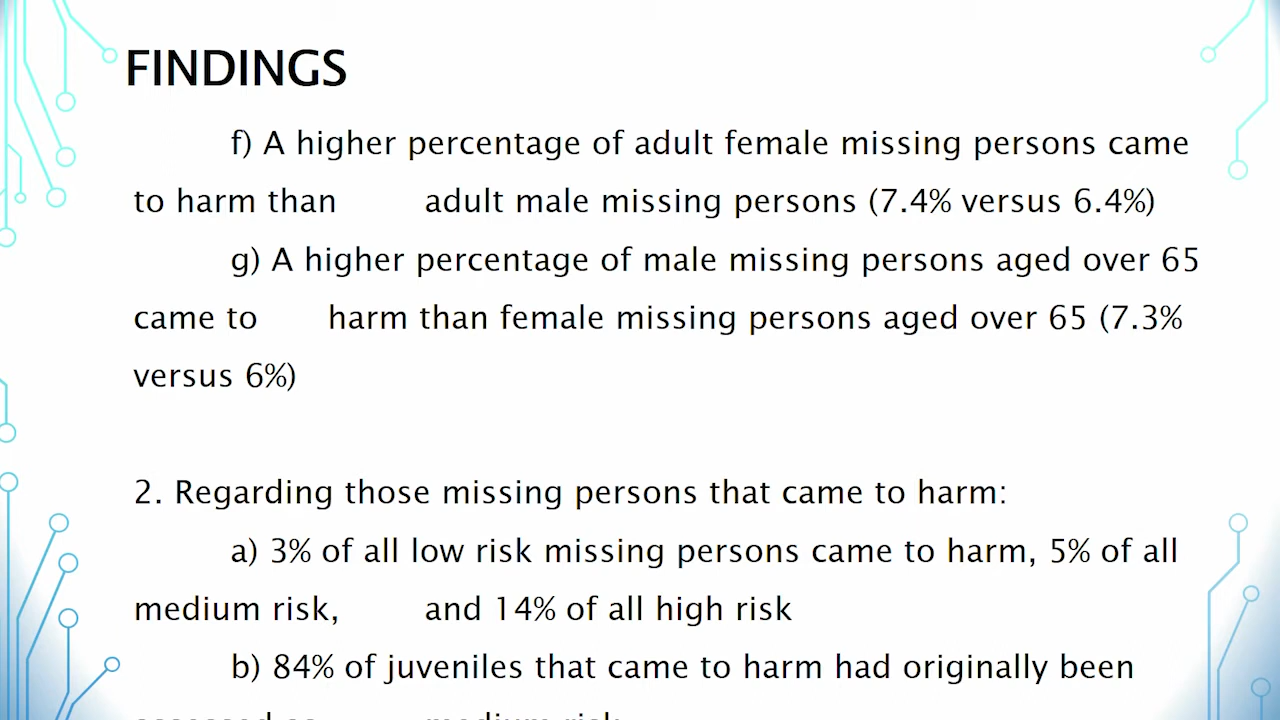 FINDINGS
f) A higher percentage of adult female missing persons came
to harm than adult male missing persons (7.4% versus 6.4%)
g) A higher percentage of male missing persons aged over 65
came to harm than female missing persons aged over 65 (7.3%
versus 6%)
2. Regarding those missing persons that came to harm:
a) 3% of all low risk missing persons came to harm, 5% of all
medium risk, and 14% of all high risk
b) 84% of juveniles that came to harm had originally been
assessed as medium risk